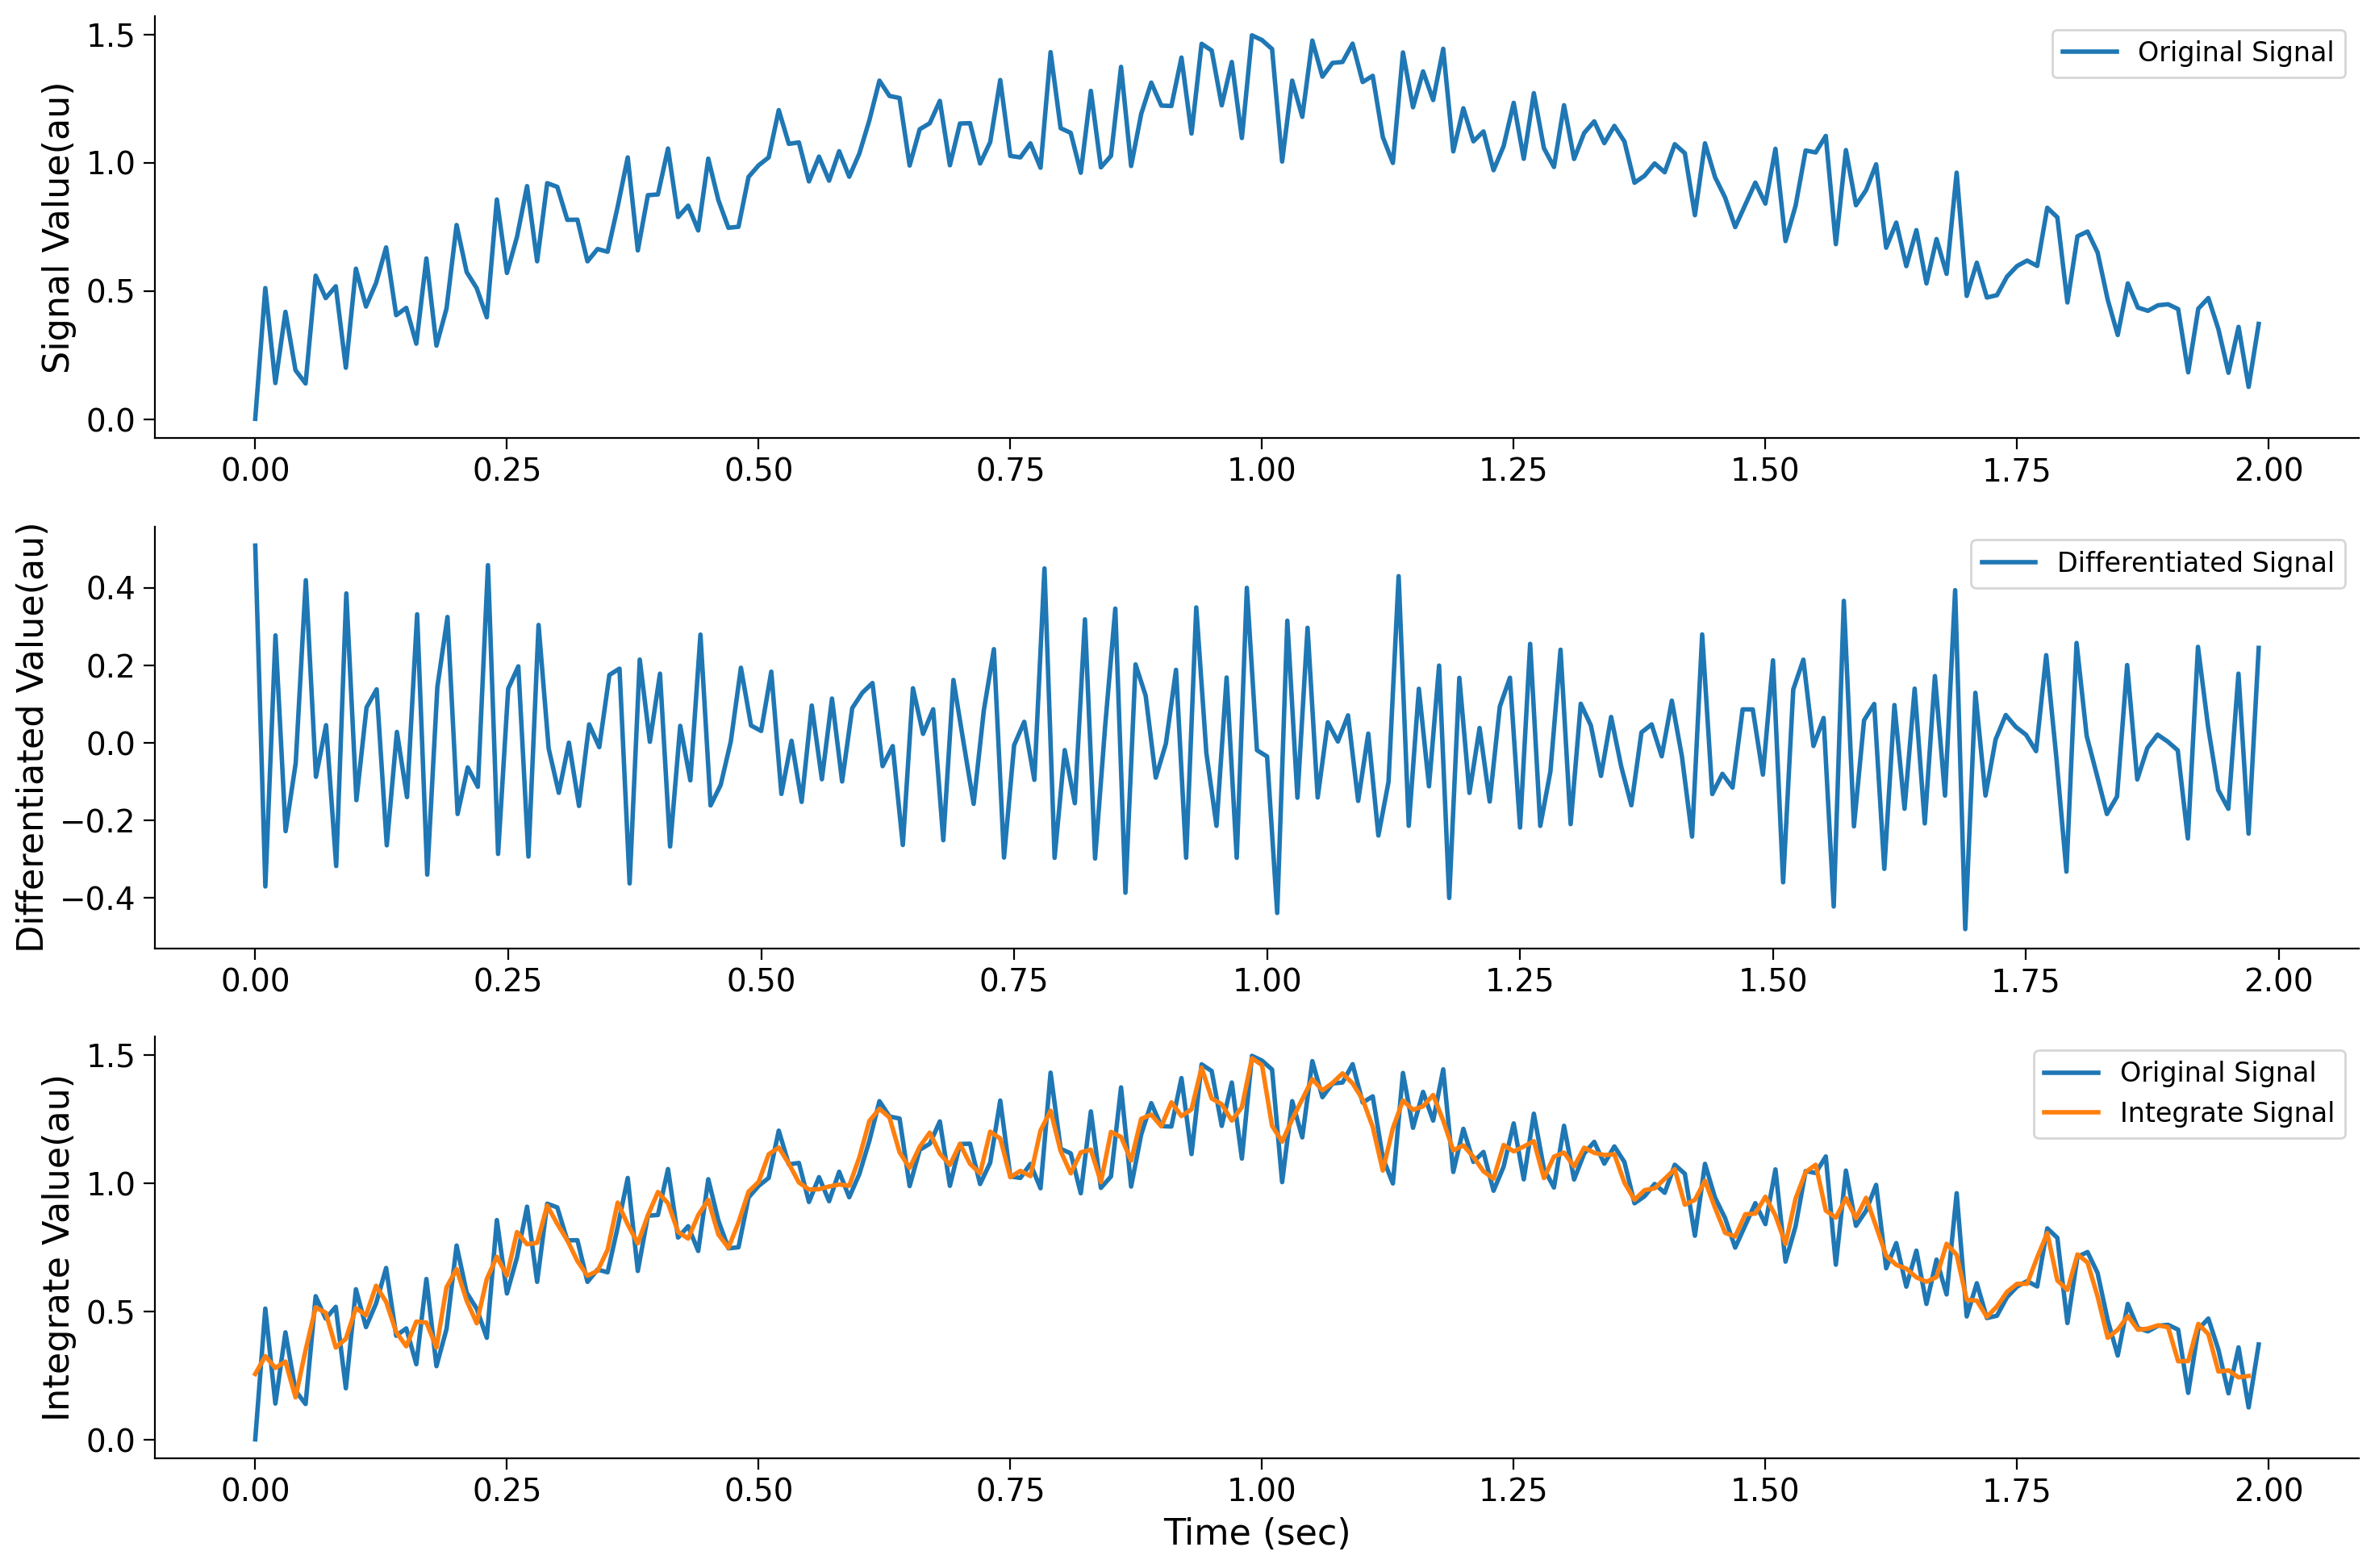 Signal Value(au)
1.5
1.0
0.5
0.0
Original Signal
0.00 0.25 0.50 0.75 1.00 1.25 1.50 1.75 2.00
Differentiated Value(au)
0.4
0.2
0.0
−0.2
−0.4
Differentiated Signal
0.00 0.25 0.50 0.75 1.00 1.25 1.50 1.75 2.00
Integrate Value(au)
1.5
1.0
0.5
0.0
Original Signal
Integrate Signal
0.00 0.25 0.50 0.75 1.00 1.25 1.50 1.75 2.00
Time (sec)